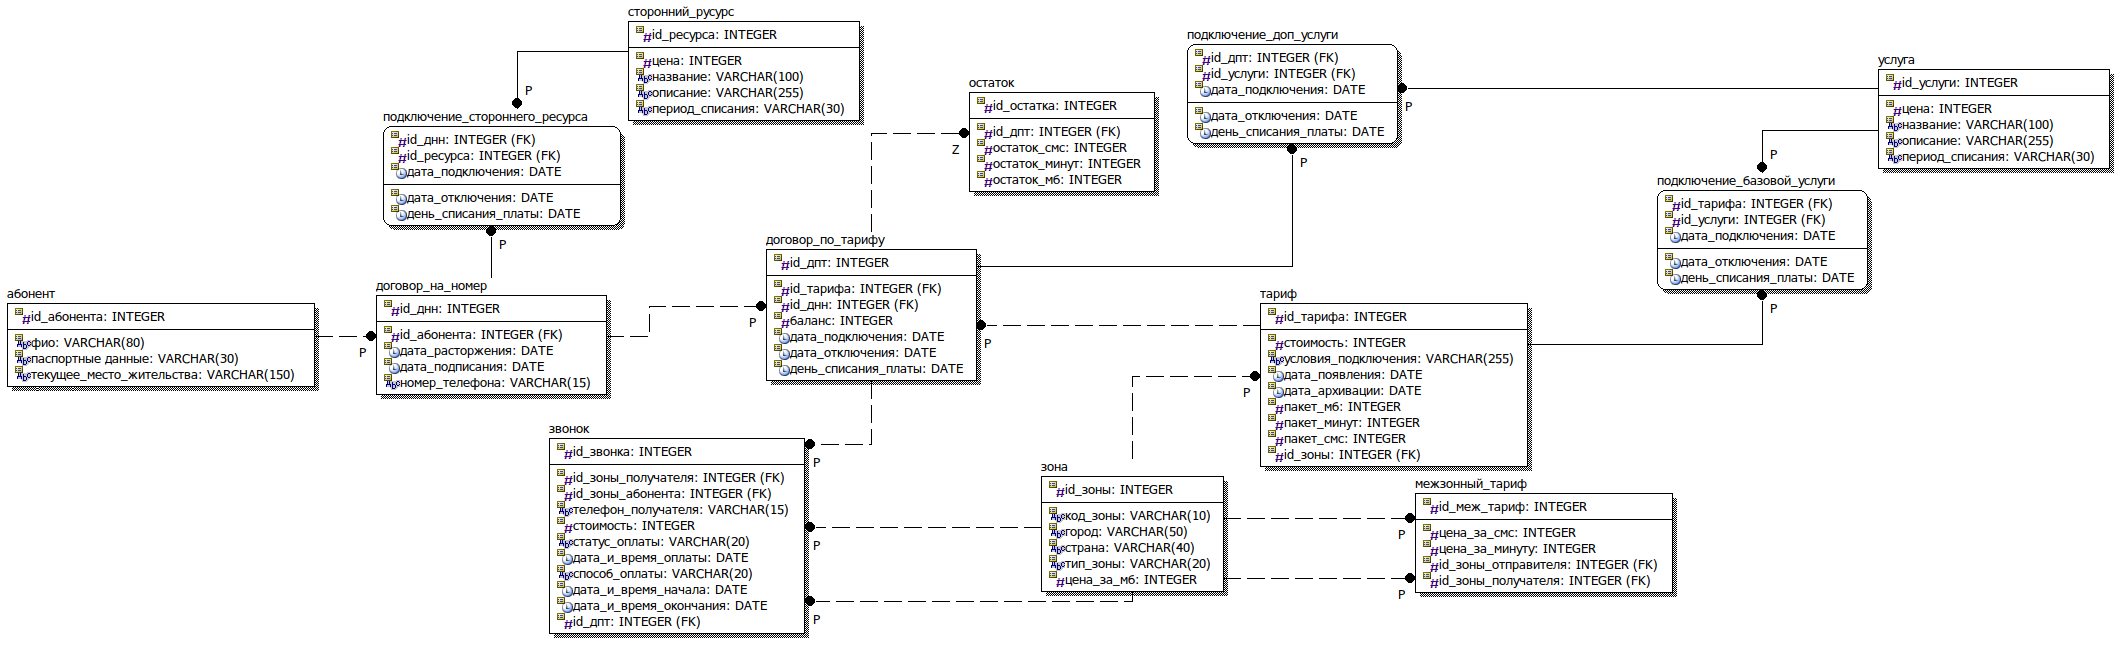 сторонний_русурс
id_ресурса: INTEGER
цена: INTEGER
название: VARCHAR(100)
описание: VARCHAR(255)
период_списания: VARCHAR(30)
P
подключение_стороннего_ресурса
id_днн: INTEGER (FK)
id_ресурса: INTEGER (FK)
дата_подключения: DATE
дата_отключения: DATE
день_списания_платы: DATE
P
остаток
id_остатка: INTEGER
id_дпт: INTEGER (FK)
остаток_смс: INTEGER
остаток_минут: INTEGER
остаток_мб: INTEGER
Z
подключение_доп_услуги
id_дпт: INTEGER (FK)
id_услуги: INTEGER (FK)
дата_подключения: DATE
дата_отключения: DATE
день_списания_платы: DATE
P
P
услуга
id_услуги: INTEGER
цена: INTEGER
название: VARCHAR(100)
описание: VARCHAR(255)
период_списания: VARCHAR(30)
P
подключение_базовой_услуги
id_тарифа: INTEGER (FK)
id_услуги: INTEGER (FK)
дата_подключения: DATE
дата_отключения: DATE
день_списания_платы: DATE
P
абонент
id_абонента: INTEGER
фио: VARCHAR(80)
паспортные данные: VARCHAR(30)
текущее_место_жительства: VARCHAR(150)
P
договор_на_номер
id_днн: INTEGER
id_абонента: INTEGER (FK)
дата_расторжения: DATE
дата_подписания: DATE
номер_телефона: VARCHAR(15)
P
договор_по_тарифу
id_дпт: INTEGER
id_тарифа: INTEGER (FK)
id_днн: INTEGER (FK)
баланс: INTEGER
дата_подключения: DATE
дата_отключения: DATE
день_списания_платы: DATE
P
тариф
id_тарифа: INTEGER
стоимость: INTEGER
условия_подключения: VARCHAR(255)
дата_появления: DATE
дата_архивации: DATE
пакет_мб: INTEGER
пакет_минут: INTEGER
пакет_смс: INTEGER
id_зоны: INTEGER (FK)
P
звонок
id_звонка: INTEGER
id_зоны_получателя: INTEGER (FK)
id_зоны_абонента: INTEGER (FK)
телефон_получателя: VARCHAR(15)
стоимость: INTEGER
статус_оплаты: VARCHAR(20)
дата_и_время_оплаты: DATE
способ_оплаты: VARCHAR(20)
дата_и_время_начала: DATE
дата_и_время_окончания: DATE
id_дпт: INTEGER (FK)
P
P
P
зона
id_зоны: INTEGER
код_зоны: VARCHAR(10)
город: VARCHAR(50)
страна: VARCHAR(40)
тип_зоны: VARCHAR(20)
цена_за_мб: INTEGER
P
P
межзонный_тариф
id_меж_тариф: INTEGER
цена_за_смс: INTEGER
цена_за_минуту: INTEGER
id_зоны_отправителя: INTEGER (FK)
id_зоны_получателя: INTEGER (FK)